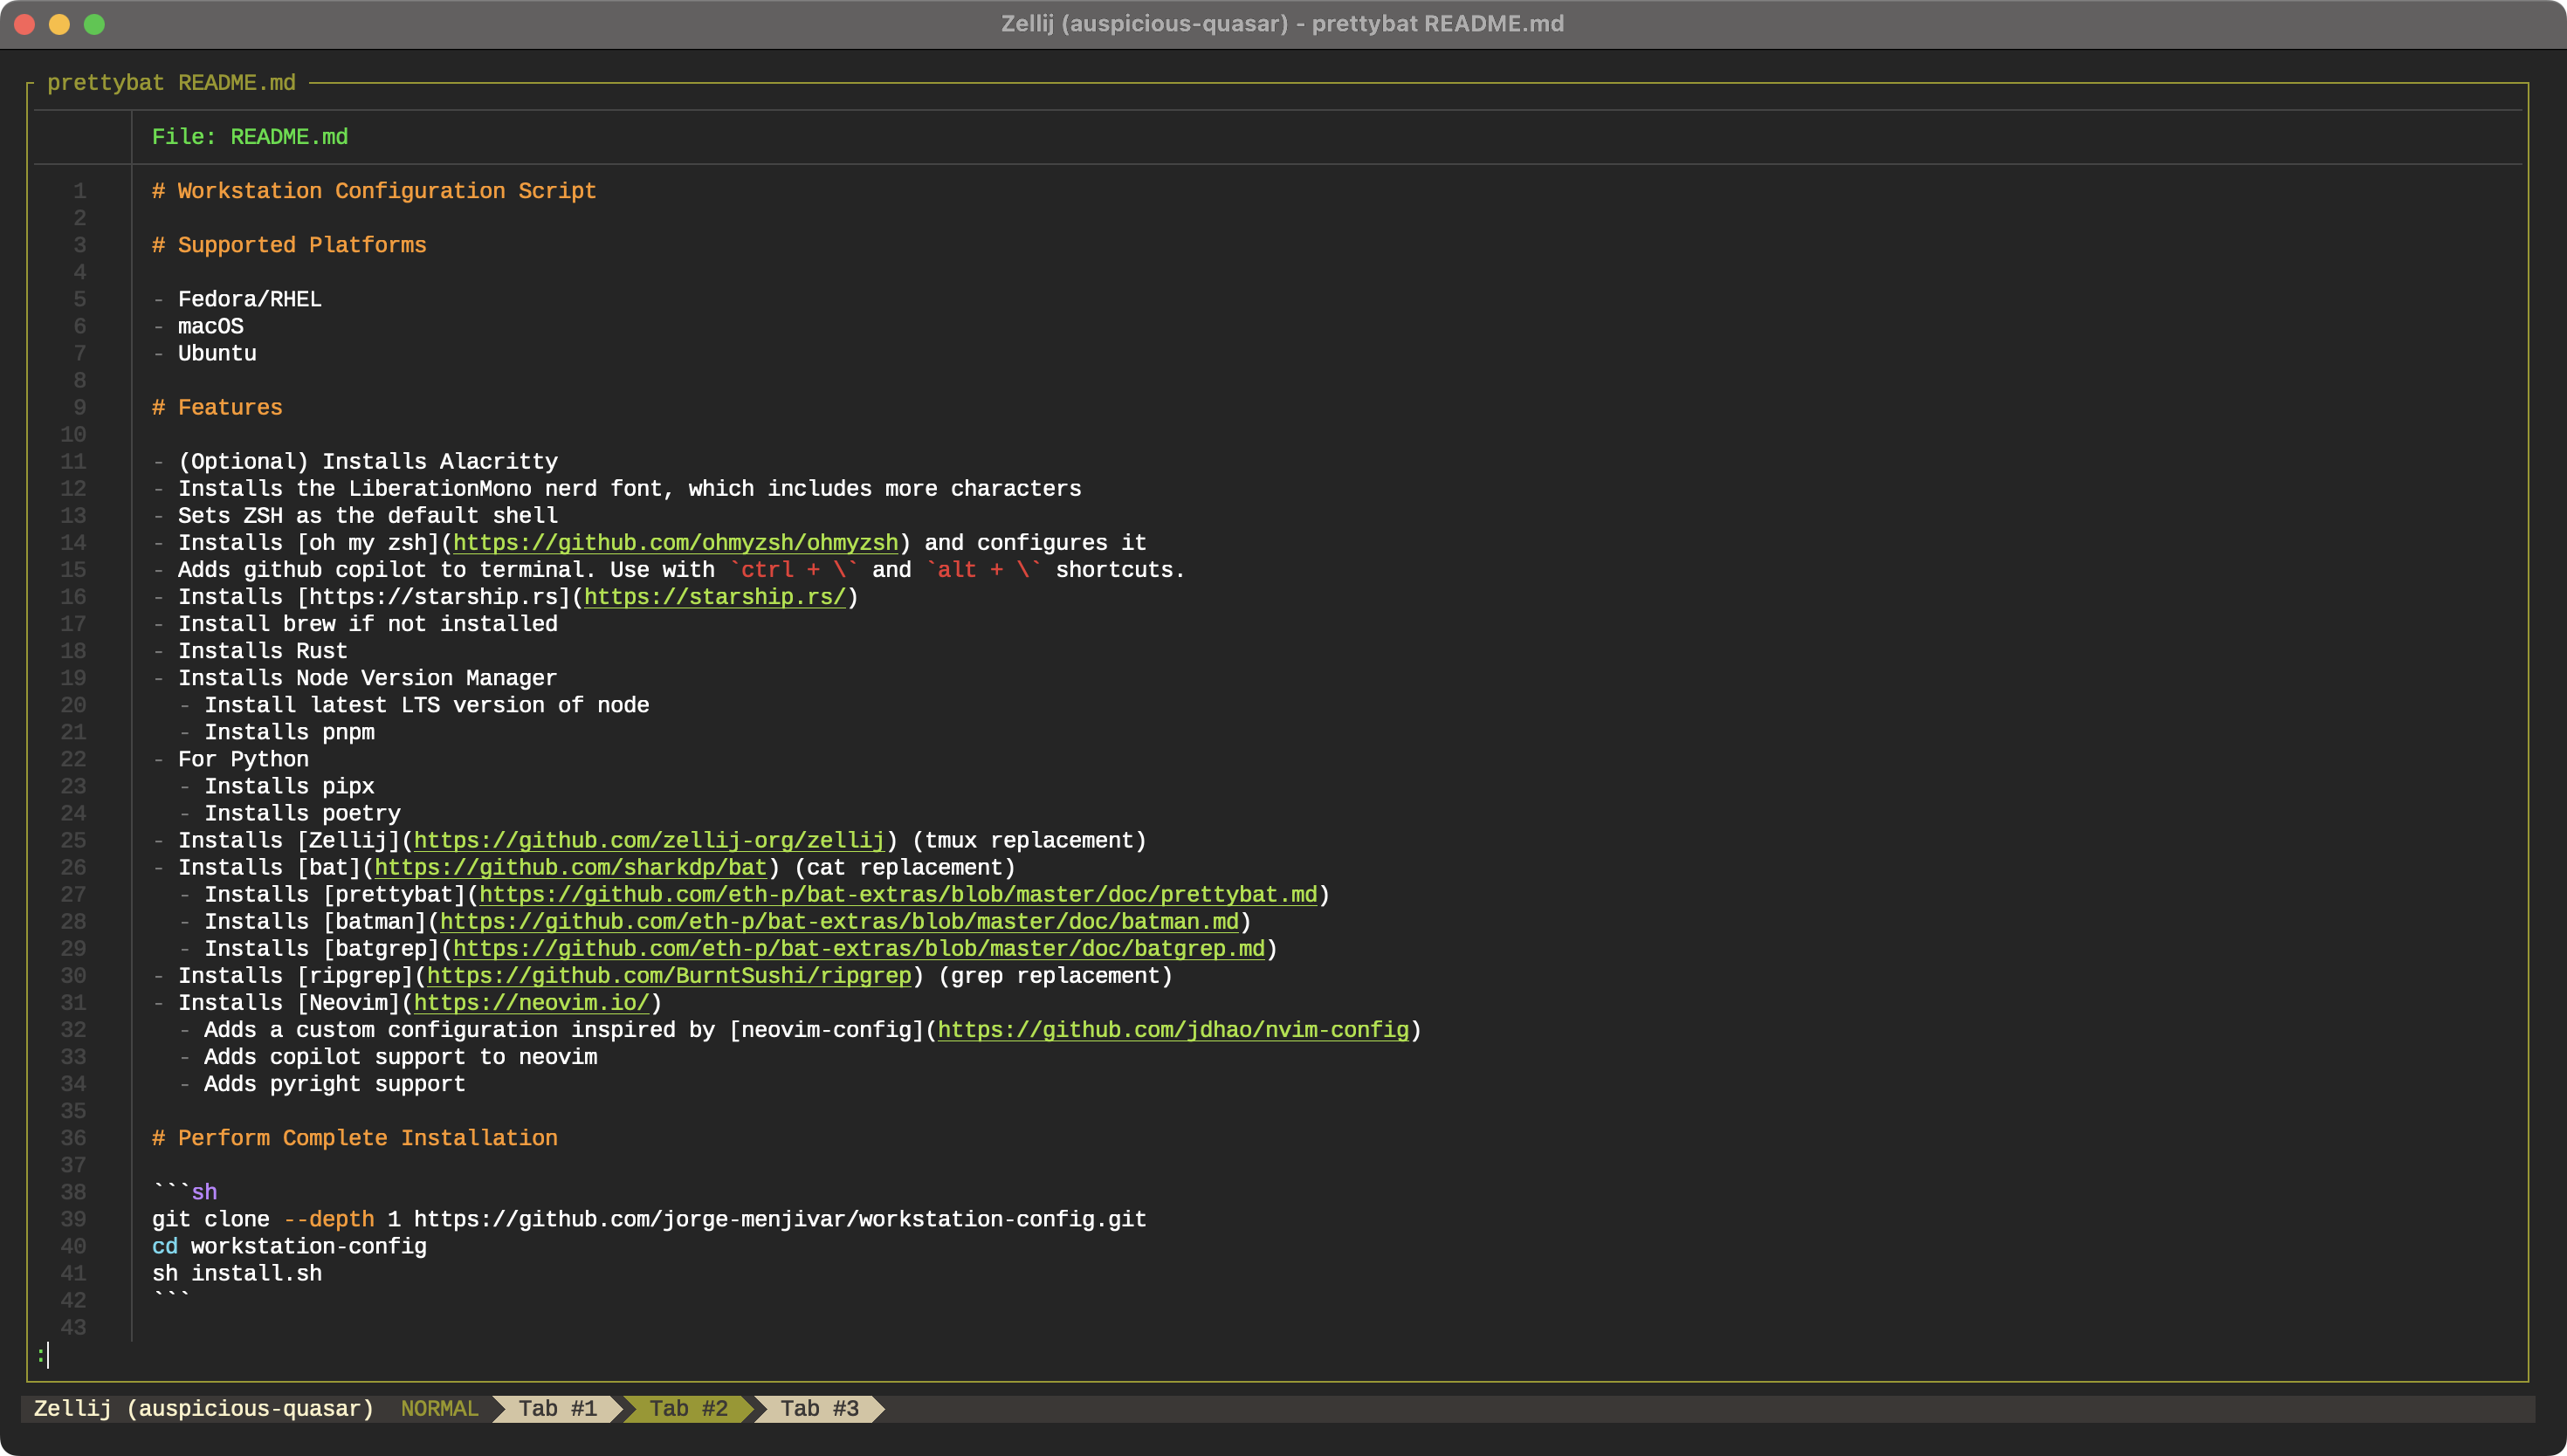 Zellij (auspicious-quasar) - prettybat README.md
prettybat README.md
File: README.md
1 # Workstation Configuration Script
2
3 # Supported Platforms
4
5 - Fedora/RHEL
6 - macOS
7 - Ubuntu
8
9 # Features
10
11 - (Optional) Installs Alacritty
12 - Installs the LiberationMono nerd font, which includes more characters
13 - Sets ZSH as the default shell
14 - Installs [oh my zsh](https://github.com/ohmyzsh/ohmyzsh) and configures it
15 - Adds github copilot to terminal. Use with `ctrl + \` and `alt + \` shortcuts.
16 - Installs [https://starship.rs](https://starship.rs/)
17 - Install brew if not installed
18 - Installs Rust
19 - Installs Node Version Manager
20   - Install latest LTS version of node
21   - Installs pnpm
22 - For Python
23   - Installs pipx
24   - Installs poetry
25 - Installs [Zellij](https://github.com/zellij-org/zellij) (tmux replacement)
26 - Installs [bat](https://github.com/sharkdp/bat) (cat replacement)
27   - Installs [prettybat](https://github.com/eth-p/bat-extras/blob/master/doc/prettybat.md)
28   - Installs [batman](https://github.com/eth-p/bat-extras/blob/master/doc/batman.md)
29   - Installs [batgrep](https://github.com/eth-p/bat-extras/blob/master/doc/batgrep.md)
30 - Installs [ripgrep](https://github.com/BurntSushi/ripgrep) (grep replacement)
31 - Installs [Neovim](https://neovim.io/)
32   - Adds a custom configuration inspired by [neovim-config](https://github.com/jdhao/nvim-config)
33   - Adds copilot support to neovim
34   - Adds pyright support
35
36 # Perform Complete Installation
37
38 ```sh
39 git clone --depth 1 https://github.com/jorge-menjivar/workstation-config.git
40 cd workstation-config
41 sh install.sh
42 ```
43
:
Zellij (auspicious-quasar) NORMAL Tab #1 Tab #2 Tab #3